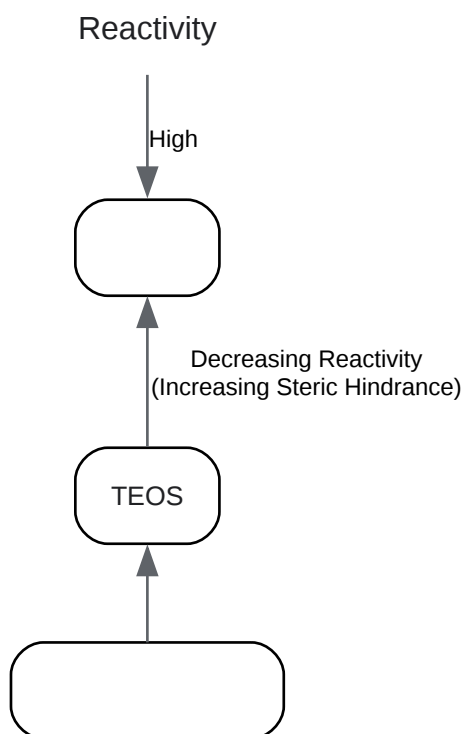 Reactivity
High
Decreasing Reactivity
(Increasing Steric Hindrance)
TEOS